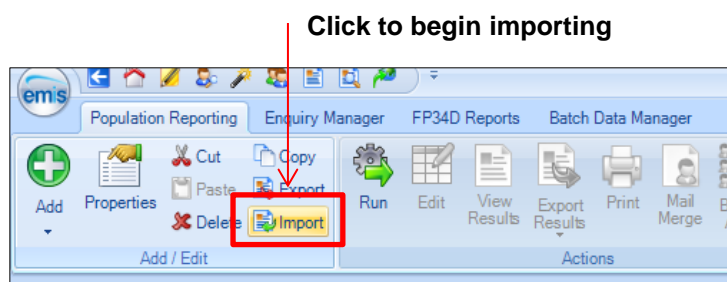 Click to begin importing
emis
Population Reporting Enquiry Manager FP34D Reports Batch Data Manager
Add
Properties
Cut
Paste
Delete
Copy
Export
Import
Add / Edit
Run
Edit
View
Results
Export
Results
Print
Mail
Merge
Actions